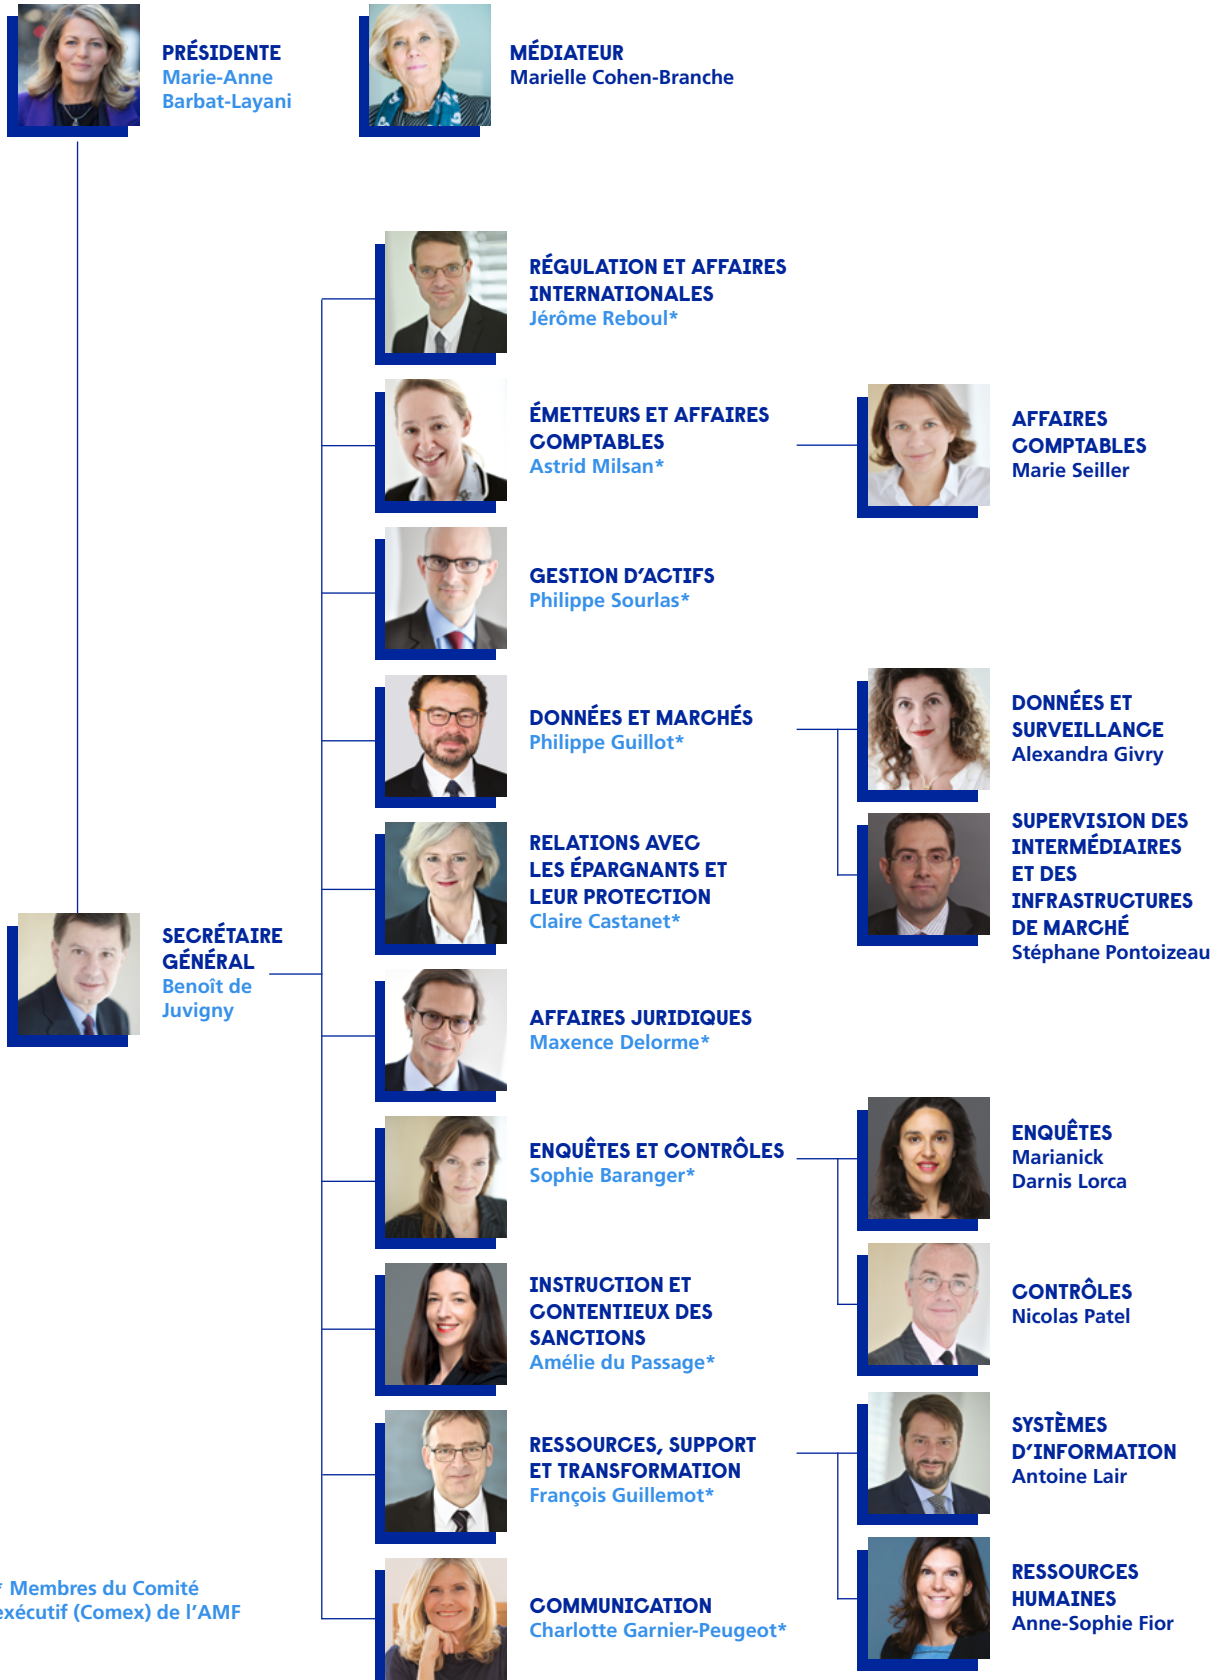 PRÉSIDENTE
Marie-Anne
Barbat-Layani
MÉDIATEUR
Marielle Cohen-Branche
RÉGULATION ET AFFAIRES
INTERNATIONALES
Jérôme Reboul*
ÉMETTEURS ET AFFAIRES
COMPTABLES
Astrid Milsan*
AFFAIRES
COMPTABLES
Marie Seiller
GESTION D'ACTIFS
Philippe Sourlas*
DONNÉES ET MARCHÉS
Philippe Guillot*
DONNÉES ET
SURVEILLANCE
Alexandra Givry
SUPERVISION DES
INTERMÉDIAIRES
ET DES
INFRASTRUCTURES
DE MARCHÉ
Stéphane Pontoizeau
RELATIONS AVEC
LES ÉPARGNANTS ET
LEUR PROTECTION
Claire Castanet*
SECRÉTAIRE
GÉNÉRAL
Benoît de
Juvigny
AFFAIRES JURIDIQUES
Maxence Delorme*
ENQUÊTES ET CONTRÔLES
Sophie Baranger*
ENQUÊTES
Marianick
Darnis Lorca
CONTRÔLES
Nicolas Patel
INSTRUCTION ET
CONTENTIEUX DES
SANCTIONS
Amélie du Passage*
RESSOURCES, SUPPORT
ET TRANSFORMATION
François Guillemot*
SYSTÈMES
D'INFORMATION
Antoine Lair
RESSOURCES
HUMAINES
Anne-Sophie Fior
COMMUNICATION
Charlotte Garnier-Peugeot*
* Membres du Comité
exécutif (Comex) de l'AMF